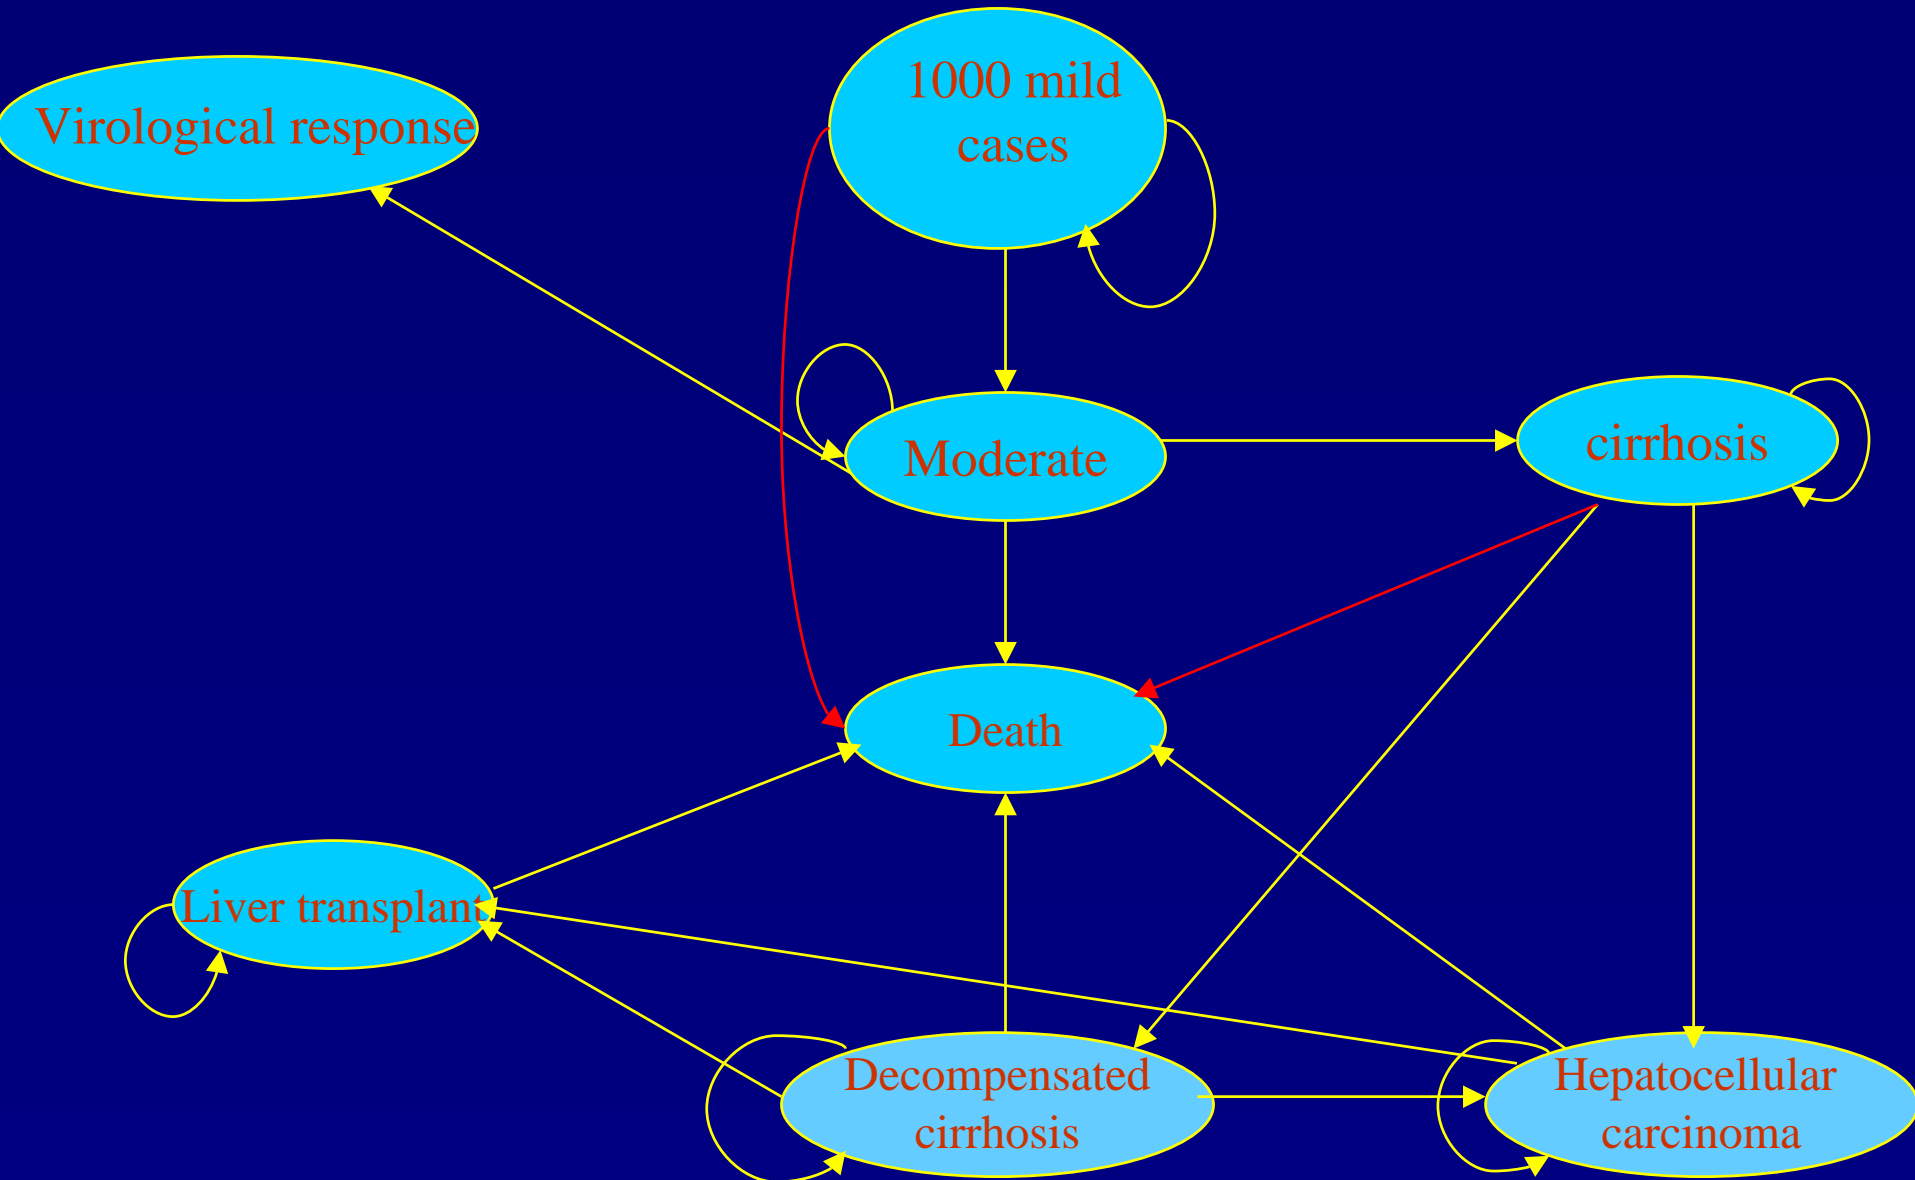 1000 mild
cases
Virological response
Moderate
cirrhosis
Death
Liver transplant
Decompensated
cirrhosis
Hepatocellular
carcinoma